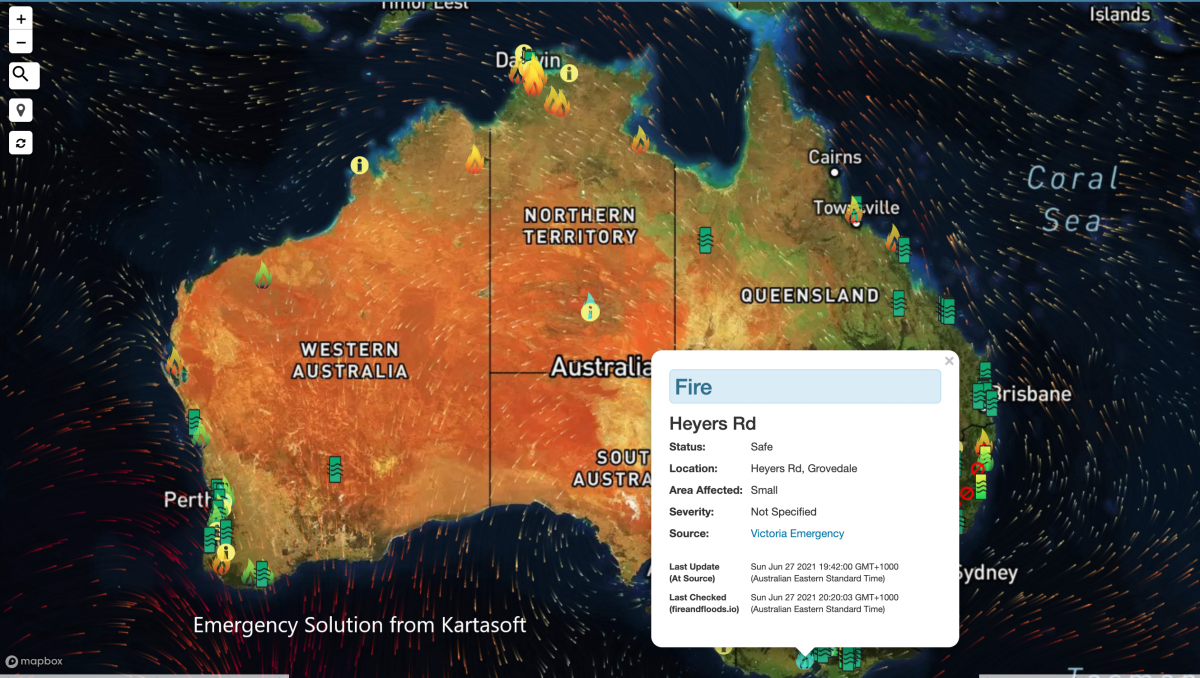 Timor Lest
Islands
+
−
Darwin
Cairns
Coral
Sea
Townsville
NORTHERN
TERRITORY
QUEENSLAND
WESTERN
AUSTRALIA
Australia
×
Fire
Brisbane
Heyers Rd
Status: Safe
SOUT
AUSTRA
Location: Heyers Rd, Grovedale
Area Affected: Small
Perth
Severity: Not Specified
Source: Victoria Emergency
Last Update Sun Jun 27 2021 19:42:00 GMT+1000
(At Source) (Australian Eastern Standard Time)
Sydney
Last Checked Sun Jun 27 2021 20:20:03 GMT+1000
(fireandfloods.io) (Australian Eastern Standard Time)
Emergency Solution from Kartasoft
mapbox